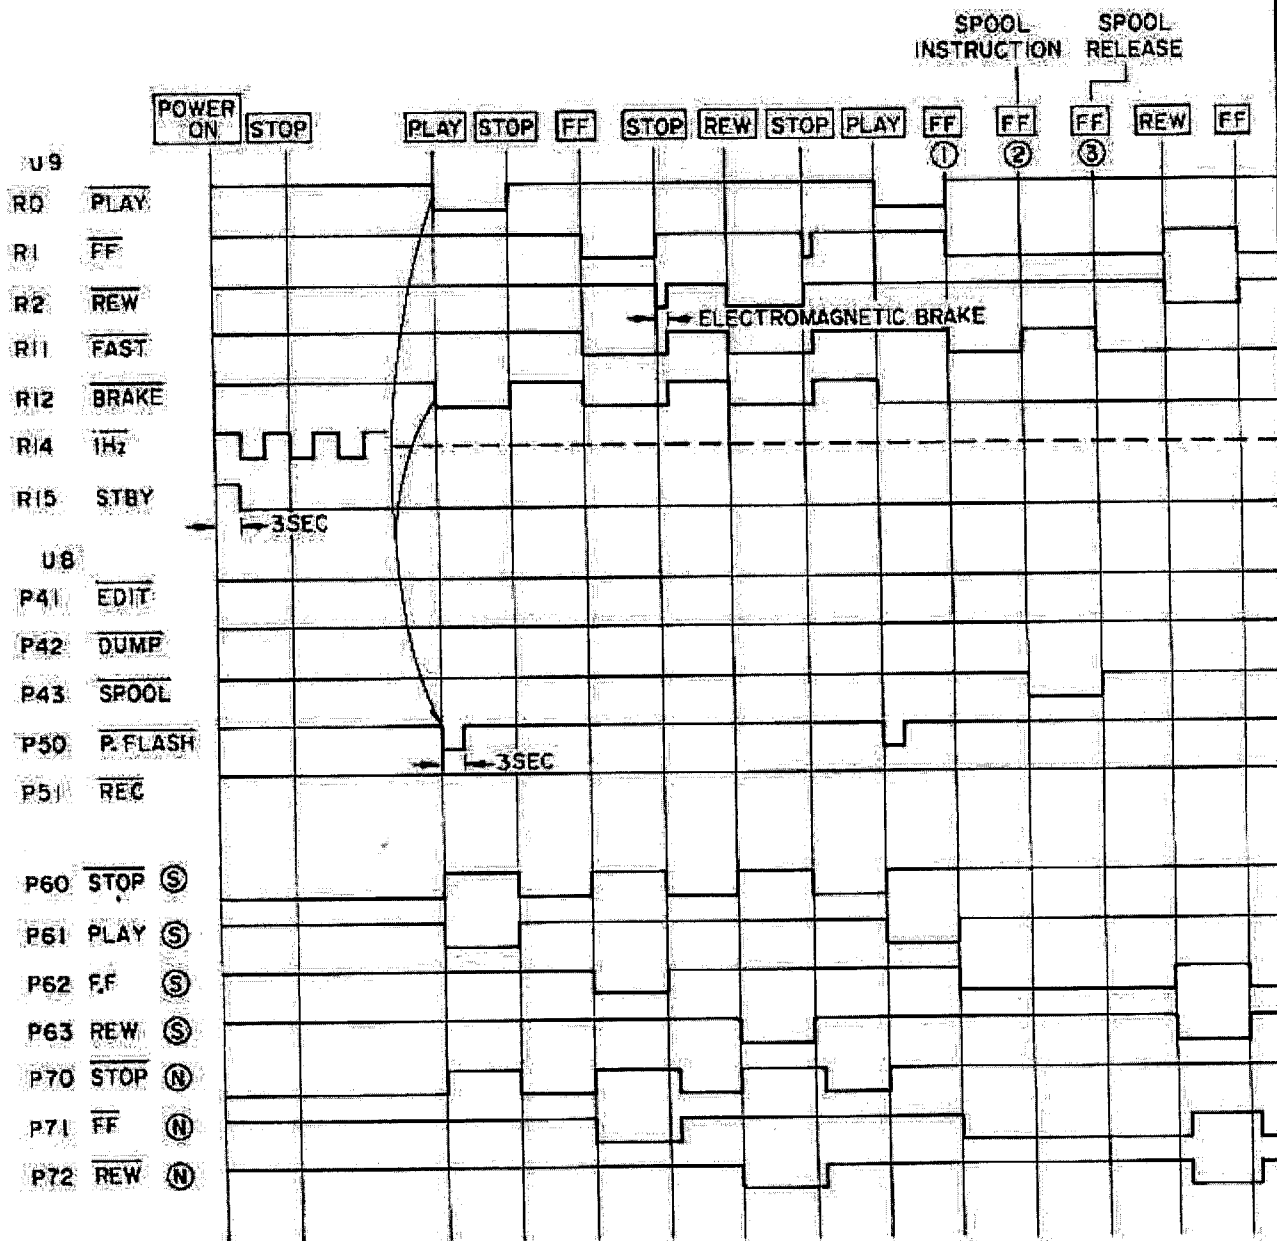 SPOOL INSTRUCTION
SPOOL RELEASE
POWER ON STOP PLAY STOP FF STOP REW STOP PLAY FF FF FF REW FF
① ② ③
U9
R0 PLAY
R1 FF
R2 REW
ELECTROMAGNETIC BRAKE
R11 FAST
R12 BRAKE
R14 1Hz
R15 STBY
3SEC
U8
P41 EDIT
P42 DUMP
P43 SPOOL
P50 P.FLASH
3SEC
P51 REC
P60 STOP Ⓢ
P61 PLAY Ⓢ
P62 F.F Ⓢ
P63 REW Ⓢ
P70 STOP Ⓝ
P71 FF Ⓝ
P72 REW Ⓝ